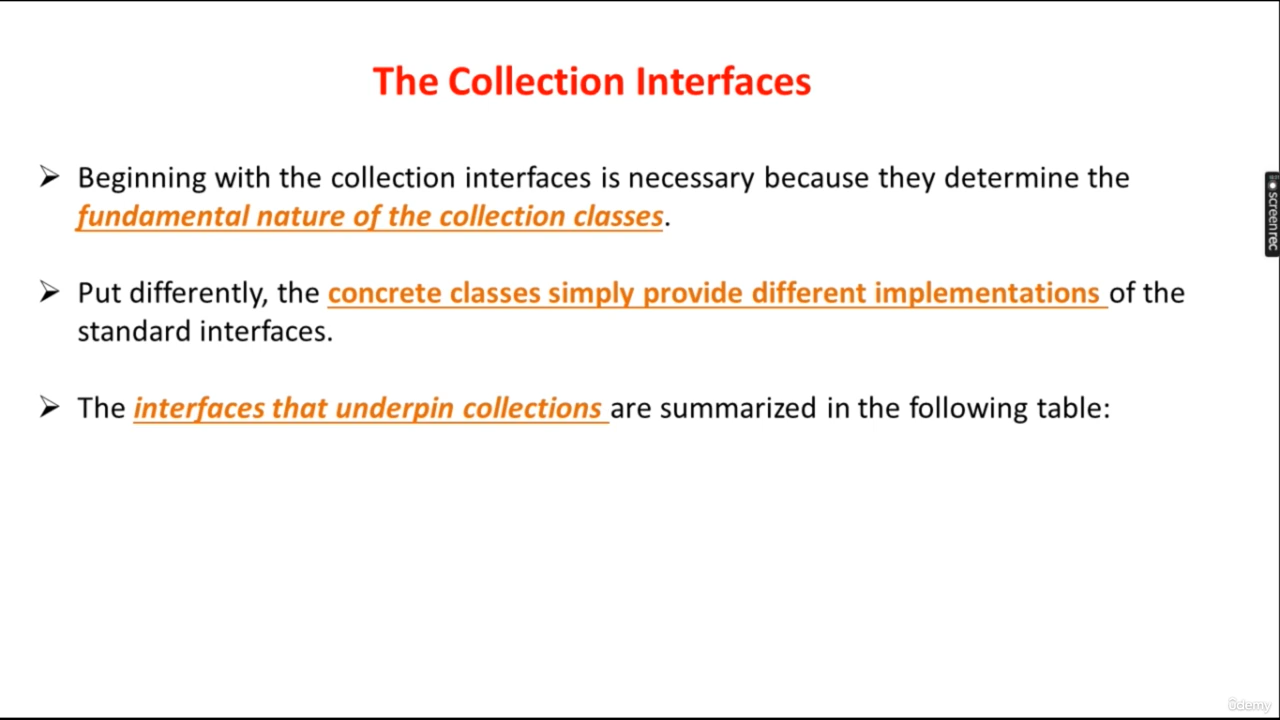 The Collection Interfaces
➢ Beginning with the collection interfaces is necessary because they determine the
fundamental nature of the collection classes.
➢ Put differently, the concrete classes simply provide different implementations of the
standard interfaces.
➢ The interfaces that underpin collections are summarized in the following table:
screenrec
ûdemy